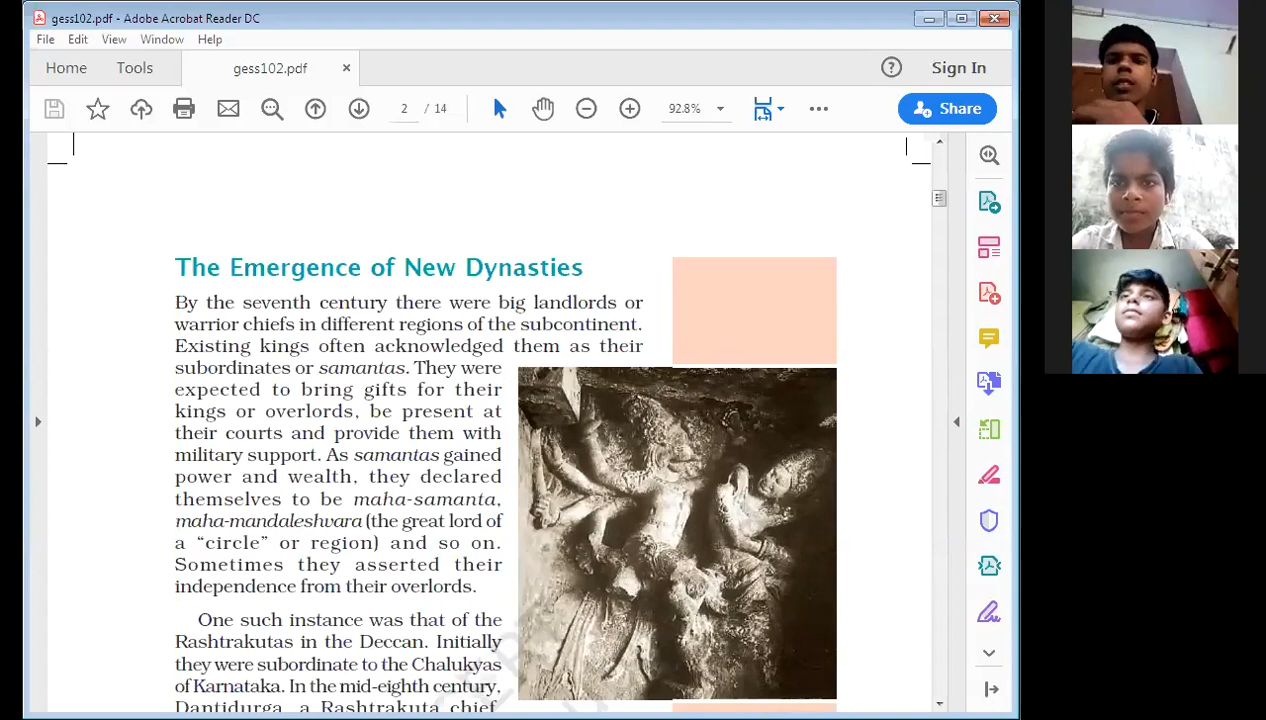 gess102.pdf - Adobe Acrobat Reader DC
File Edit View Window Help
Home Tools gess102.pdf × ? Sign In
2 / 14 92.8% Share
The Emergence of New Dynasties
By the seventh century there were big landlords or
warrior chiefs in different regions of the subcontinent.
Existing kings often acknowledged them as their
subordinates or samantas. They were
expected to bring gifts for their
kings or overlords, be present at
their courts and provide them with
military support. As samantas gained
power and wealth, they declared
themselves to be maha-samanta,
maha-mandaleshvara (the great lord of
a “circle” or region) and so on.
Sometimes they asserted their
independence from their overlords.
One such instance was that of the
Rashtrakutas in the Deccan. Initially
they were subordinate to the Chalukyas
of Karnataka. In the mid-eighth century,
Dantidurga, a Rashtrakuta chief,